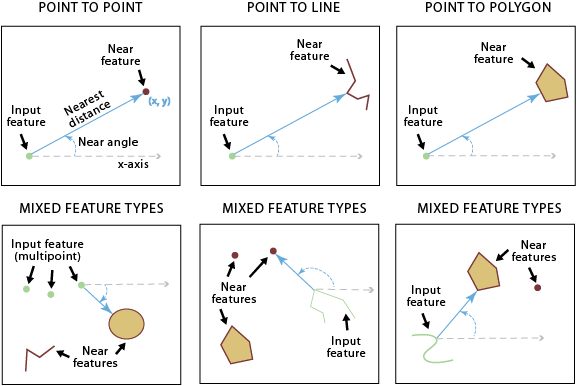 POINT TO POINT
Near
feature
(x, y)
Nearest
distance
Input
feature
Near angle
x-axis
POINT TO LINE
Near
feature
Input
feature
POINT TO POLYGON
Near
feature
Input
feature
MIXED FEATURE TYPES
Input feature
(multipoint)
Near
features
MIXED FEATURE TYPES
Near
features
Input
feature
MIXED FEATURE TYPES
Near
features
Input
feature